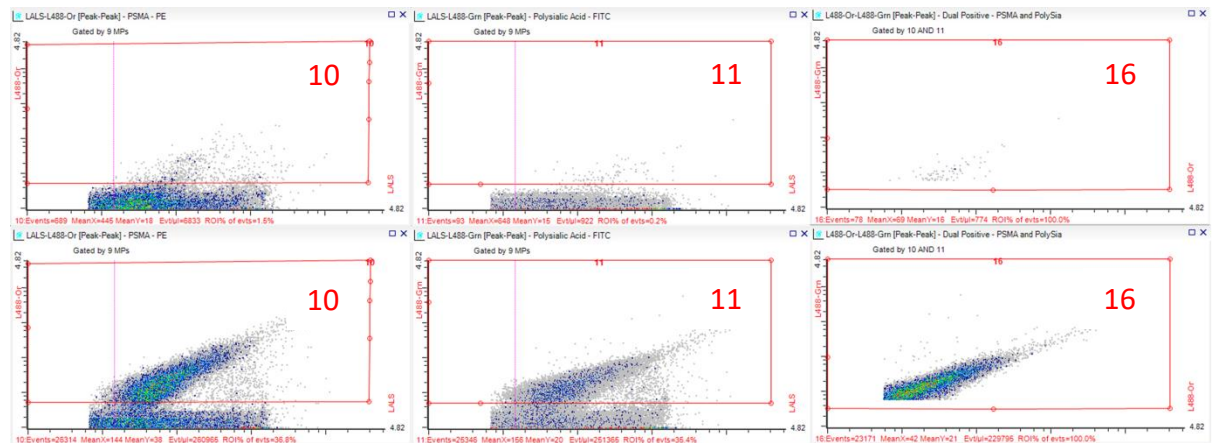 LALS-L488-Or [Peak-Peak] - PSMA - PE
Gated by 9 MPs
4.82
10
10
L488-Or
LALS
4.82
10:Events=689 MeanX=445 MeanY=18 Evt/µl=6833 ROI% of evts=1.6%
LALS-L488-Grn [Peak-Peak] - Polysialic Acid - FITC
Gated by 9 MPs
4.82
11
11
L488-Grn
LALS
4.82
11:Events=93 MeanX=648 MeanY=15 Evt/µl=922 ROI% of evts=0.2%
L488-Or-L488-Grn [Peak-Peak] - Dual Positive - PSMA and PolySia
Gated by 10 AND 11
4.82
16
16
L488-Grn
L488-Or
4.82
16:Events=78 MeanX=69 MeanY=16 Evt/µl=774 ROI% of evts=100.0%
LALS-L488-Or [Peak-Peak] - PSMA - PE
Gated by 9 MPs
4.82
10
10
L488-Or
LALS
4.82
10:Events=26314 MeanX=144 MeanY=38 Evt/µl=260965 ROI% of evts=36.8%
LALS-L488-Grn [Peak-Peak] - Polysialic Acid - FITC
Gated by 9 MPs
4.82
11
11
L488-Grn
LALS
4.82
11:Events=25346 MeanX=156 MeanY=20 Evt/µl=251365 ROI% of evts=35.4%
L488-Or-L488-Grn [Peak-Peak] - Dual Positive - PSMA and PolySia
Gated by 10 AND 11
4.82
16
16
L488-Grn
L488-Or
4.82
16:Events=23171 MeanX=42 MeanY=21 Evt/µl=229795 ROI% of evts=100.0%